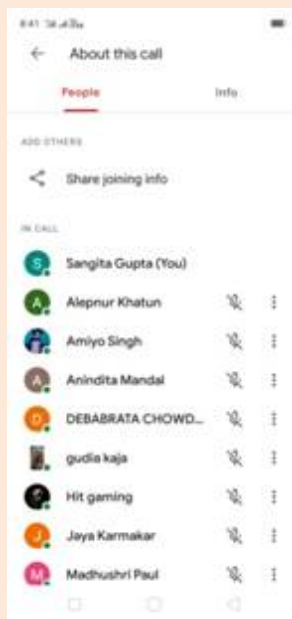 About this call
People Info
ADD OTHERS
Share joining info
IN CALL
S Sangita Gupta (You)
A Alepnur Khatun
Amiyo Singh
A Anindita Mandal
D DEBABRATA CHOWD...
gudia kaja
Hit gaming
J Jaya Karmakar
M Madhushri Paul